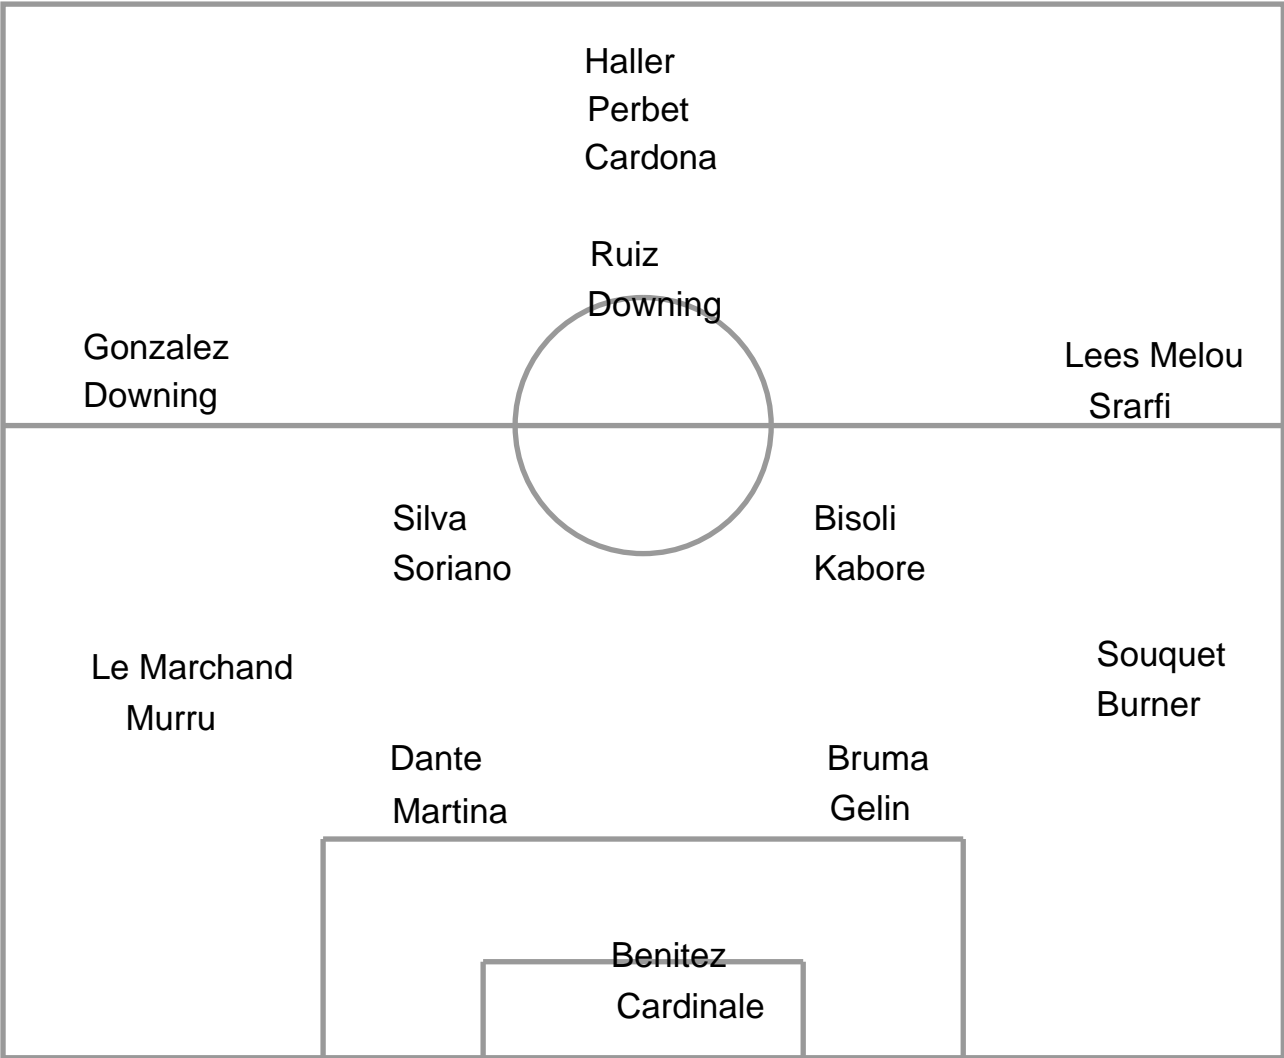 Haller
Perbet
Cardona
Ruiz
Downing
Gonzalez
Downing
Lees Melou
Srarfi
Silva
Soriano
Bisoli
Kabore
Le Marchand
Murru
Souquet
Burner
Dante
Martina
Bruma
Gelin
Benitez
Cardinale